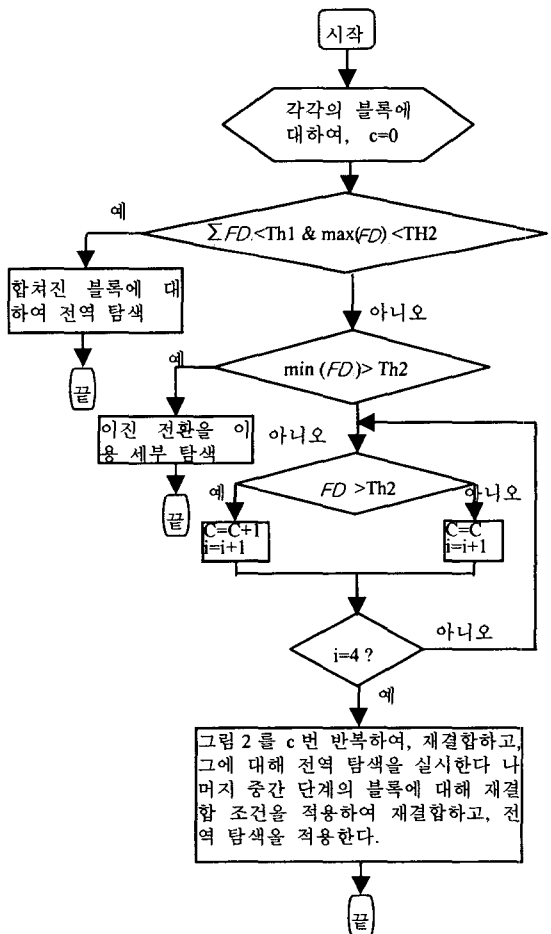 시작
각각의 블록에
대하여, c=0
예
∑FD.<Th1 & max(FD) <TH2
합쳐진 블록에 대
하여 전역 탐색
아니오
끝
예
min (FD)> Th2
이진 전환을 이
용 세부 탐색
아니오
끝
FD >Th2
예
아니오
C=C+1
i=i+1
C=C
i=i+1
i=4 ?
아니오
예
그림 2 를 c 번 반복하여, 재결합하고,
그에 대해 전역 탐색을 실시한다 나
머지 중간 단계의 블록에 대해 재결
합 조건을 적용하여 재결합하고, 전
역 탐색을 적용한다.
끝